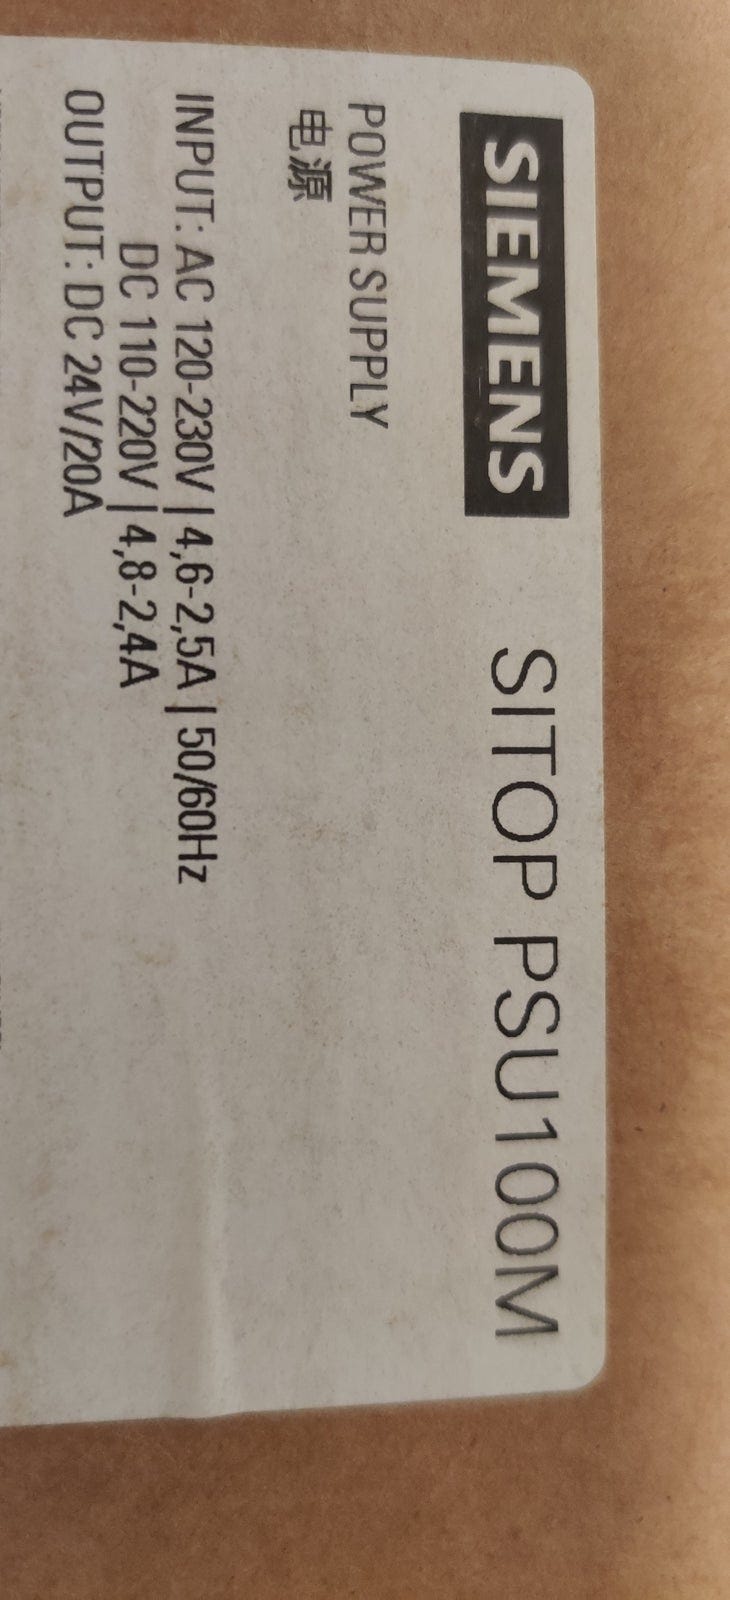 SIEMENS SITOP PSU100M
POWER SUPPLY
电源
INPUT: AC 120-230V | 4,6-2,5A | 50/60Hz
DC 110-220V | 4,8-2,4A
OUTPUT: DC 24V/20A